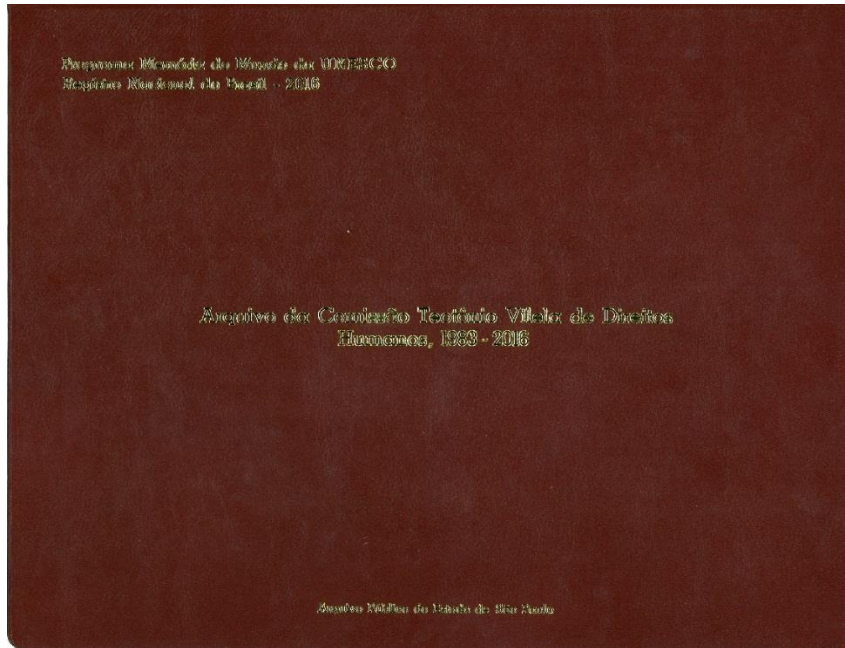 Programa Memória do Mundo da UNESCO
Registro Nacional do Brasil - 2016
Arquivo da Comissão Teotônio Vilela de Direitos
Humanos, 1983 - 2016
Arquivo Público do Estado de São Paulo